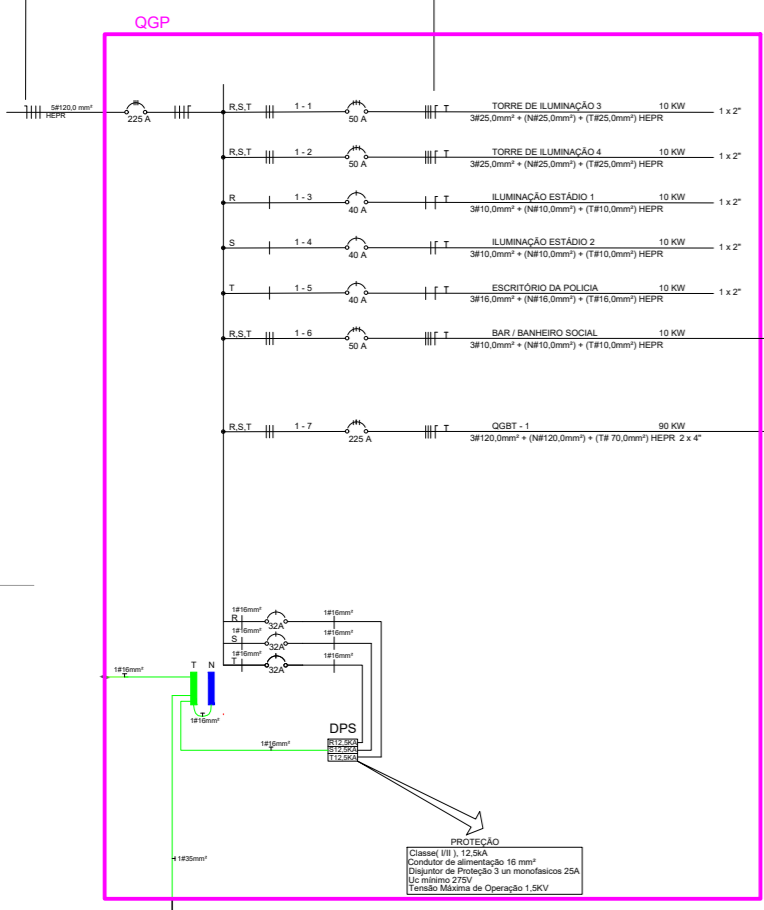 QGP
5#120,0 mm²
HEPR
225 A
R,S,T 1 - 1 50 A T TORRE DE ILUMINAÇÃO 3 10 KW 1 x 2"
3#25,0mm² + (N#25,0mm²) + (T#25,0mm²) HEPR
R,S,T 1 - 2 50 A T TORRE DE ILUMINAÇÃO 4 10 KW 1 x 2"
3#25,0mm² + (N#25,0mm²) + (T#25,0mm²) HEPR
R 1 - 3 40 A T ILUMINAÇÃO ESTÁDIO 1 10 KW 1 x 2"
3#10,0mm² + (N#10,0mm²) + (T#10,0mm²) HEPR
S 1 - 4 40 A T ILUMINAÇÃO ESTÁDIO 2 10 KW 1 x 2"
3#10,0mm² + (N#10,0mm²) + (T#10,0mm²) HEPR
T 1 - 5 40 A T ESCRITÓRIO DA POLICIA 10 KW 1 x 2"
3#16,0mm² + (N#16,0mm²) + (T#16,0mm²) HEPR
R,S,T 1 - 6 50 A T BAR / BANHEIRO SOCIAL 10 KW
3#10,0mm² + (N#10,0mm²) + (T#10,0mm²) HEPR
R,S,T 1 - 7 225 A T QGBT - 1 90 KW
3#120,0mm² + (N#120,0mm²) + (T# 70,0mm²) HEPR 2 x 4"
1#16mm² 1#16mm²
R 32A
1#16mm² 1#16mm²
S 32A
1#16mm² 1#16mm²
T 32A
1#16mm² T N
T
T
1#16mm²
DPS
1#16mm²
T
R12,5KA
S12,5KA
T12,5KA
1#35mm²
T
PROTEÇÃO
Classe( I/II ), 12,5kA
Condutor de alimentação 16 mm²
Disjuntor de Proteção 3 un monofasicos 25A
Uc mínimo 275V
Tensão Máxima de Operação 1,5KV